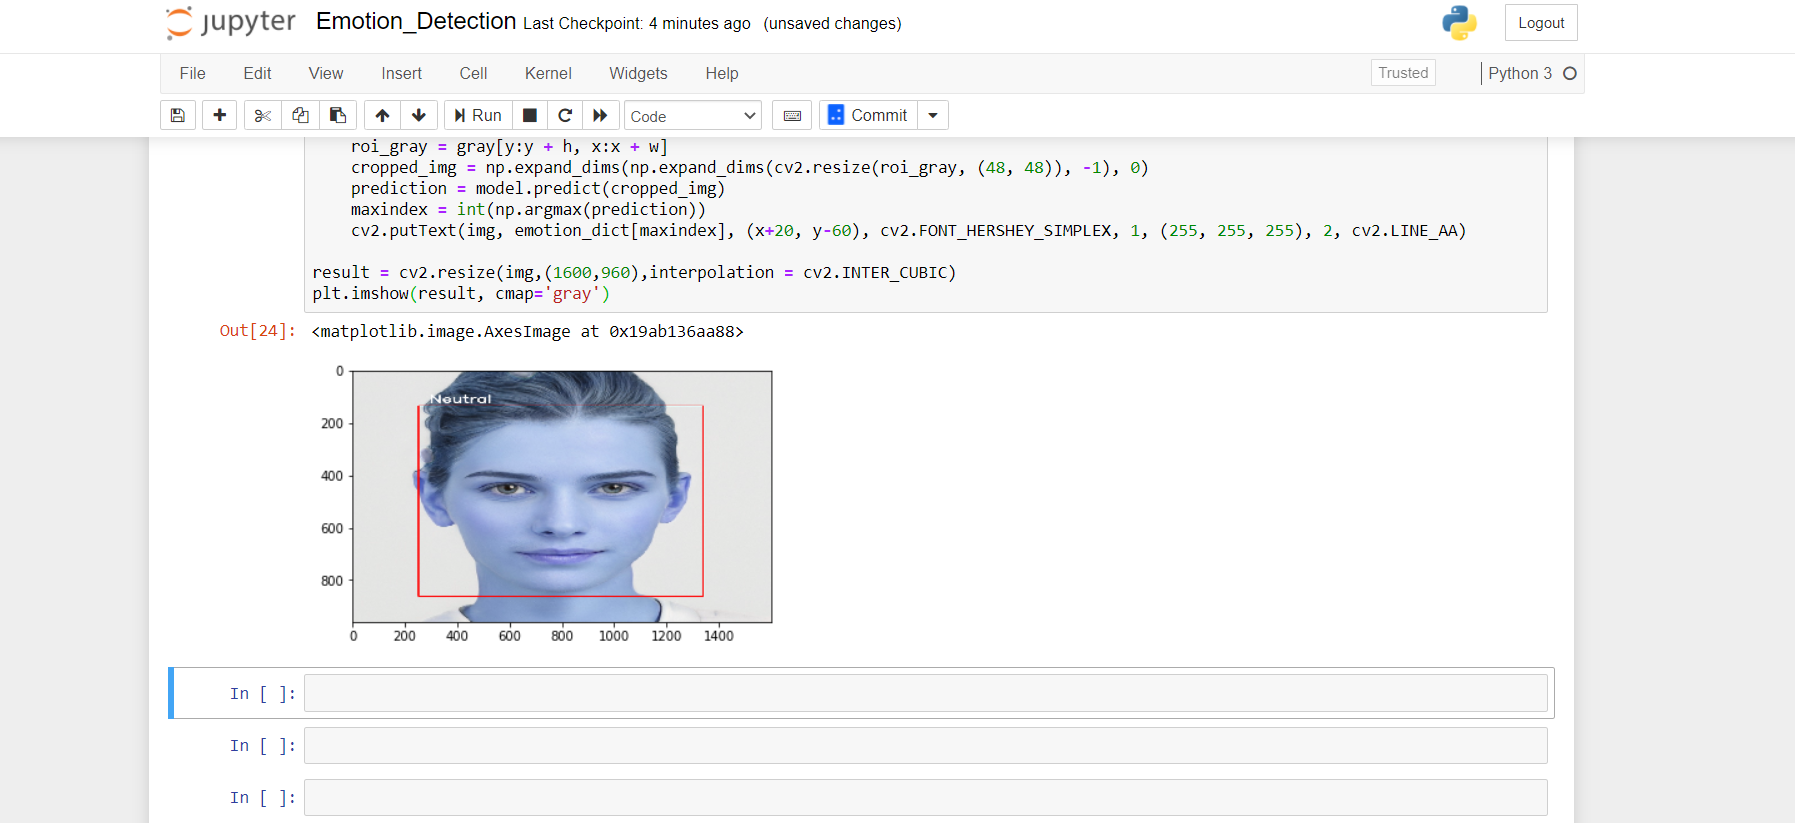 jupyter Emotion_Detection Last Checkpoint: 4 minutes ago (unsaved changes) Logout
File Edit View Insert Cell Kernel Widgets Help Trusted Python 3
Run Code Commit
roi_gray = gray[y:y + h, x:x + w]
cropped_img = np.expand_dims(np.expand_dims(cv2.resize(roi_gray, (48, 48)), -1), 0)
prediction = model.predict(cropped_img)
maxindex = int(np.argmax(prediction))
cv2.putText(img, emotion_dict[maxindex], (x+20, y-60), cv2.FONT_HERSHEY_SIMPLEX, 1, (255, 255, 255), 2, cv2.LINE_AA)
result = cv2.resize(img,(1600,960),interpolation = cv2.INTER_CUBIC)
plt.imshow(result, cmap='gray')
Out[24]: <matplotlib.image.AxesImage at 0x19ab136aa88>
0
Neutral
200
400
600
800
0 200 400 600 800 1000 1200 1400
In [ ]:
In [ ]:
In [ ]: